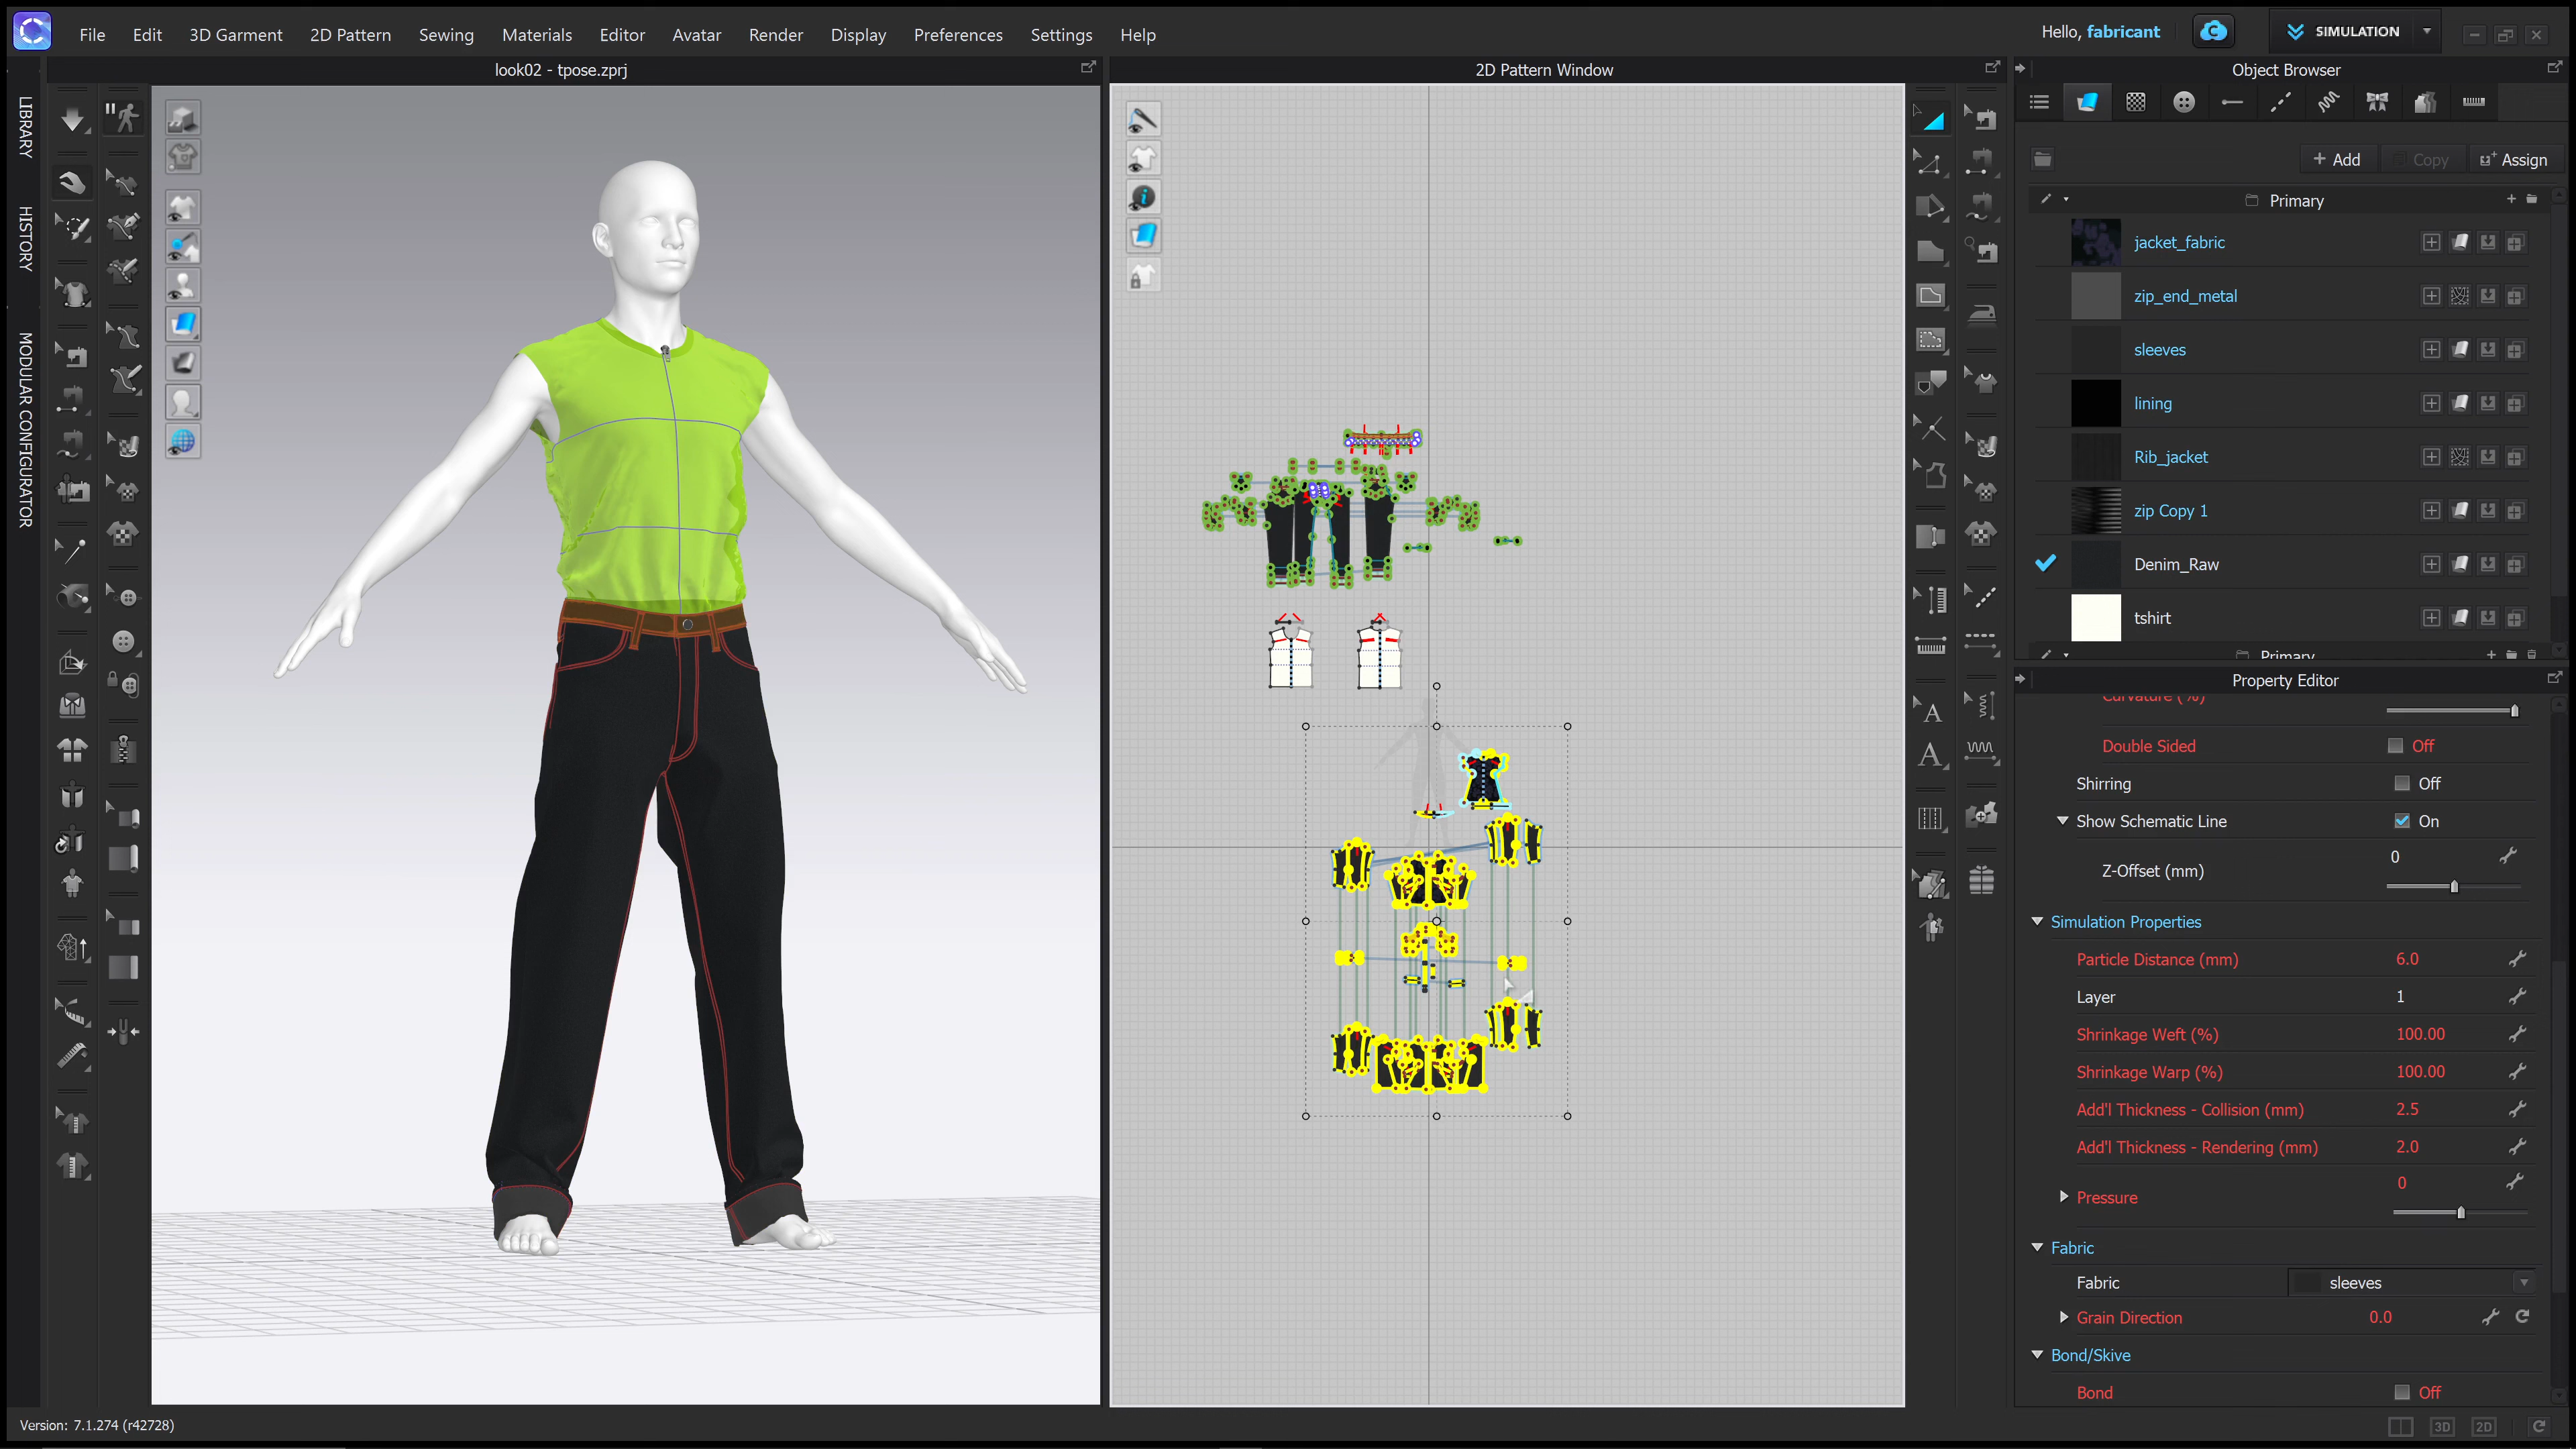 File Edit 3D Garment 2D Pattern Sewing Materials Editor Avatar Render Display Preferences Settings Help
Hello, fabricant
SIMULATION
look02 - tpose.zprj
2D Pattern Window
Object Browser
LIBRARY
HISTORY
MODULAR CONFIGURATOR
+ Add
Copy
Assign
Primary
jacket_fabric
zip_end_metal
sleeves
lining
Rib_jacket
zip Copy 1
Denim_Raw
tshirt
Primary
Property Editor
Curvature (%)
Double Sided Off
Shirring Off
Show Schematic Line On
Z-Offset (mm) 0
Simulation Properties
Particle Distance (mm) 6.0
Layer 1
Shrinkage Weft (%) 100.00
Shrinkage Warp (%) 100.00
Add'l Thickness - Collision (mm) 2.5
Add'l Thickness - Rendering (mm) 2.0
Pressure 0
Fabric
Fabric sleeves
Grain Direction 0.0
Bond/Skive
Bond Off
Version: 7.1.274 (r42728)
3D 2D